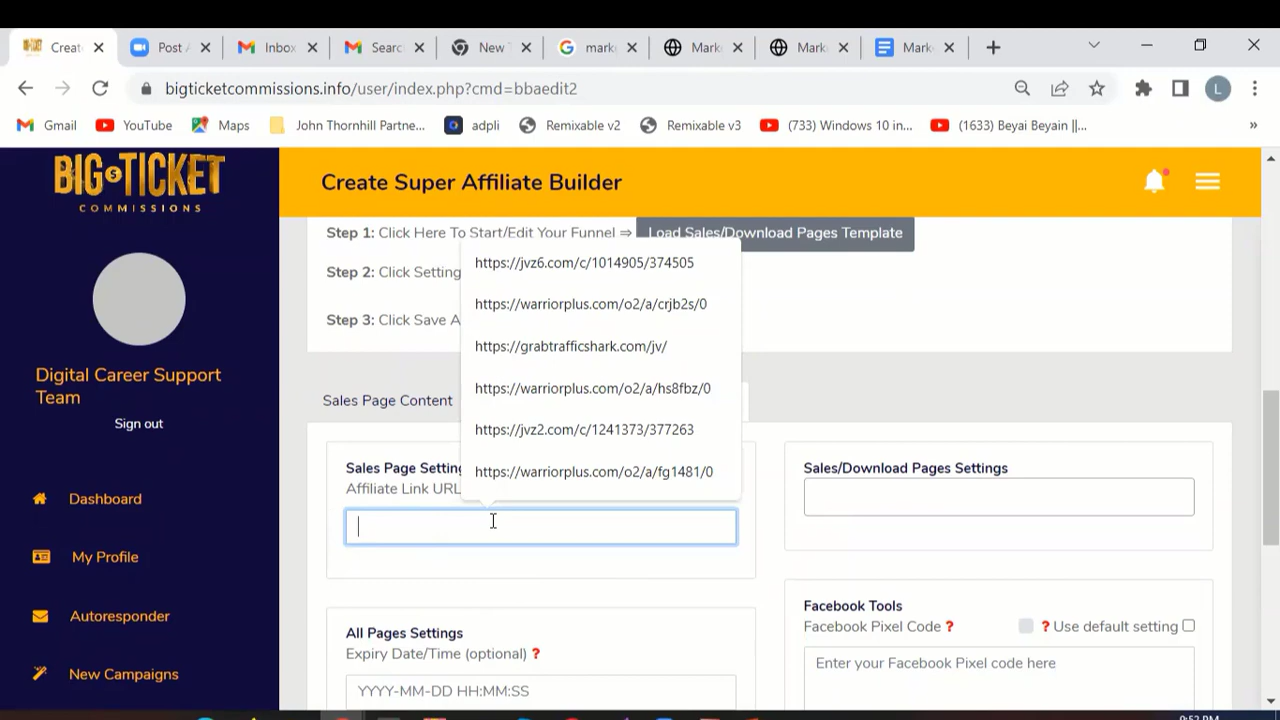 Creat
Post
Inbox
Searc
New T
mark
Mark
Mark
Mark
bigticketcommissions.info/user/index.php?cmd=bbaedit2
L
Gmail
YouTube
Maps
John Thornhill Partne...
adpli
Remixable v2
Remixable v3
(733) Windows 10 in...
(1633) Beyai Beyain ||...
»
BIG TICKET
COMMISSIONS
Create Super Affiliate Builder
Digital Career Support
Team
Sign out
Dashboard
My Profile
Autoresponder
New Campaigns
Step 1: Click Here To Start/Edit Your Funnel ⇒ Load Sales/Download Pages Template
Step 2: Click Setting
Step 3: Click Save A
https://jvz6.com/c/1014905/374505
https://warriorplus.com/o2/a/crjb2s/0
https://grabtrafficshark.com/jv/
https://warriorplus.com/o2/a/hs8fbz/0
https://jvz2.com/c/1241373/377263
https://warriorplus.com/o2/a/fg1481/0
Sales Page Content
Sales Page Setting
Affiliate Link URL
Sales/Download Pages Settings
All Pages Settings
Expiry Date/Time (optional) ?
YYYY-MM-DD HH:MM:SS
Facebook Tools
Facebook Pixel Code ? ? Use default setting
Enter your Facebook Pixel code here